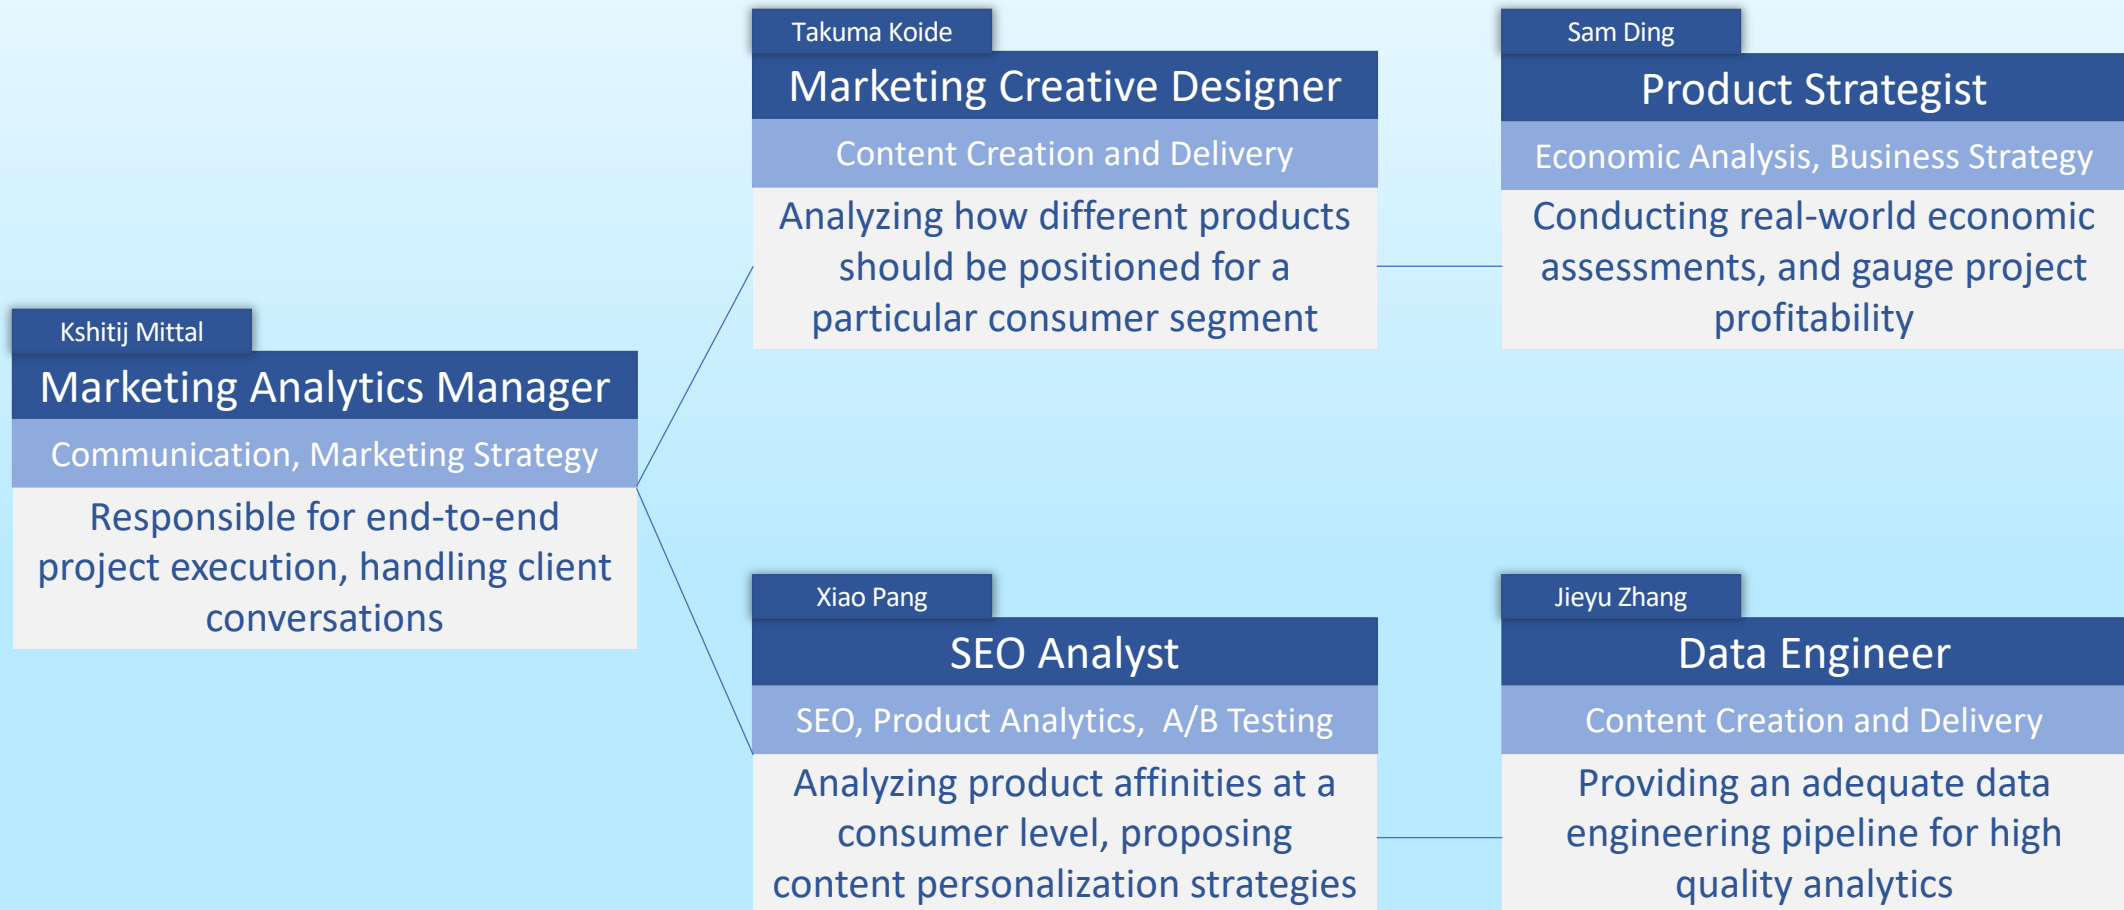 Takuma Koide
Marketing Creative Designer
Content Creation and Delivery
Analyzing how different products
should be positioned for a
particular consumer segment
Sam Ding
Product Strategist
Economic Analysis, Business Strategy
Conducting real-world economic
assessments, and gauge project
profitability
Kshitij Mittal
Marketing Analytics Manager
Communication, Marketing Strategy
Responsible for end-to-end
project execution, handling client
conversations
Xiao Pang
SEO Analyst
SEO, Product Analytics,  A/B Testing
Analyzing product affinities at a
consumer level, proposing
content personalization strategies
Jieyu Zhang
Data Engineer
Content Creation and Delivery
Providing an adequate data
engineering pipeline for high
quality analytics